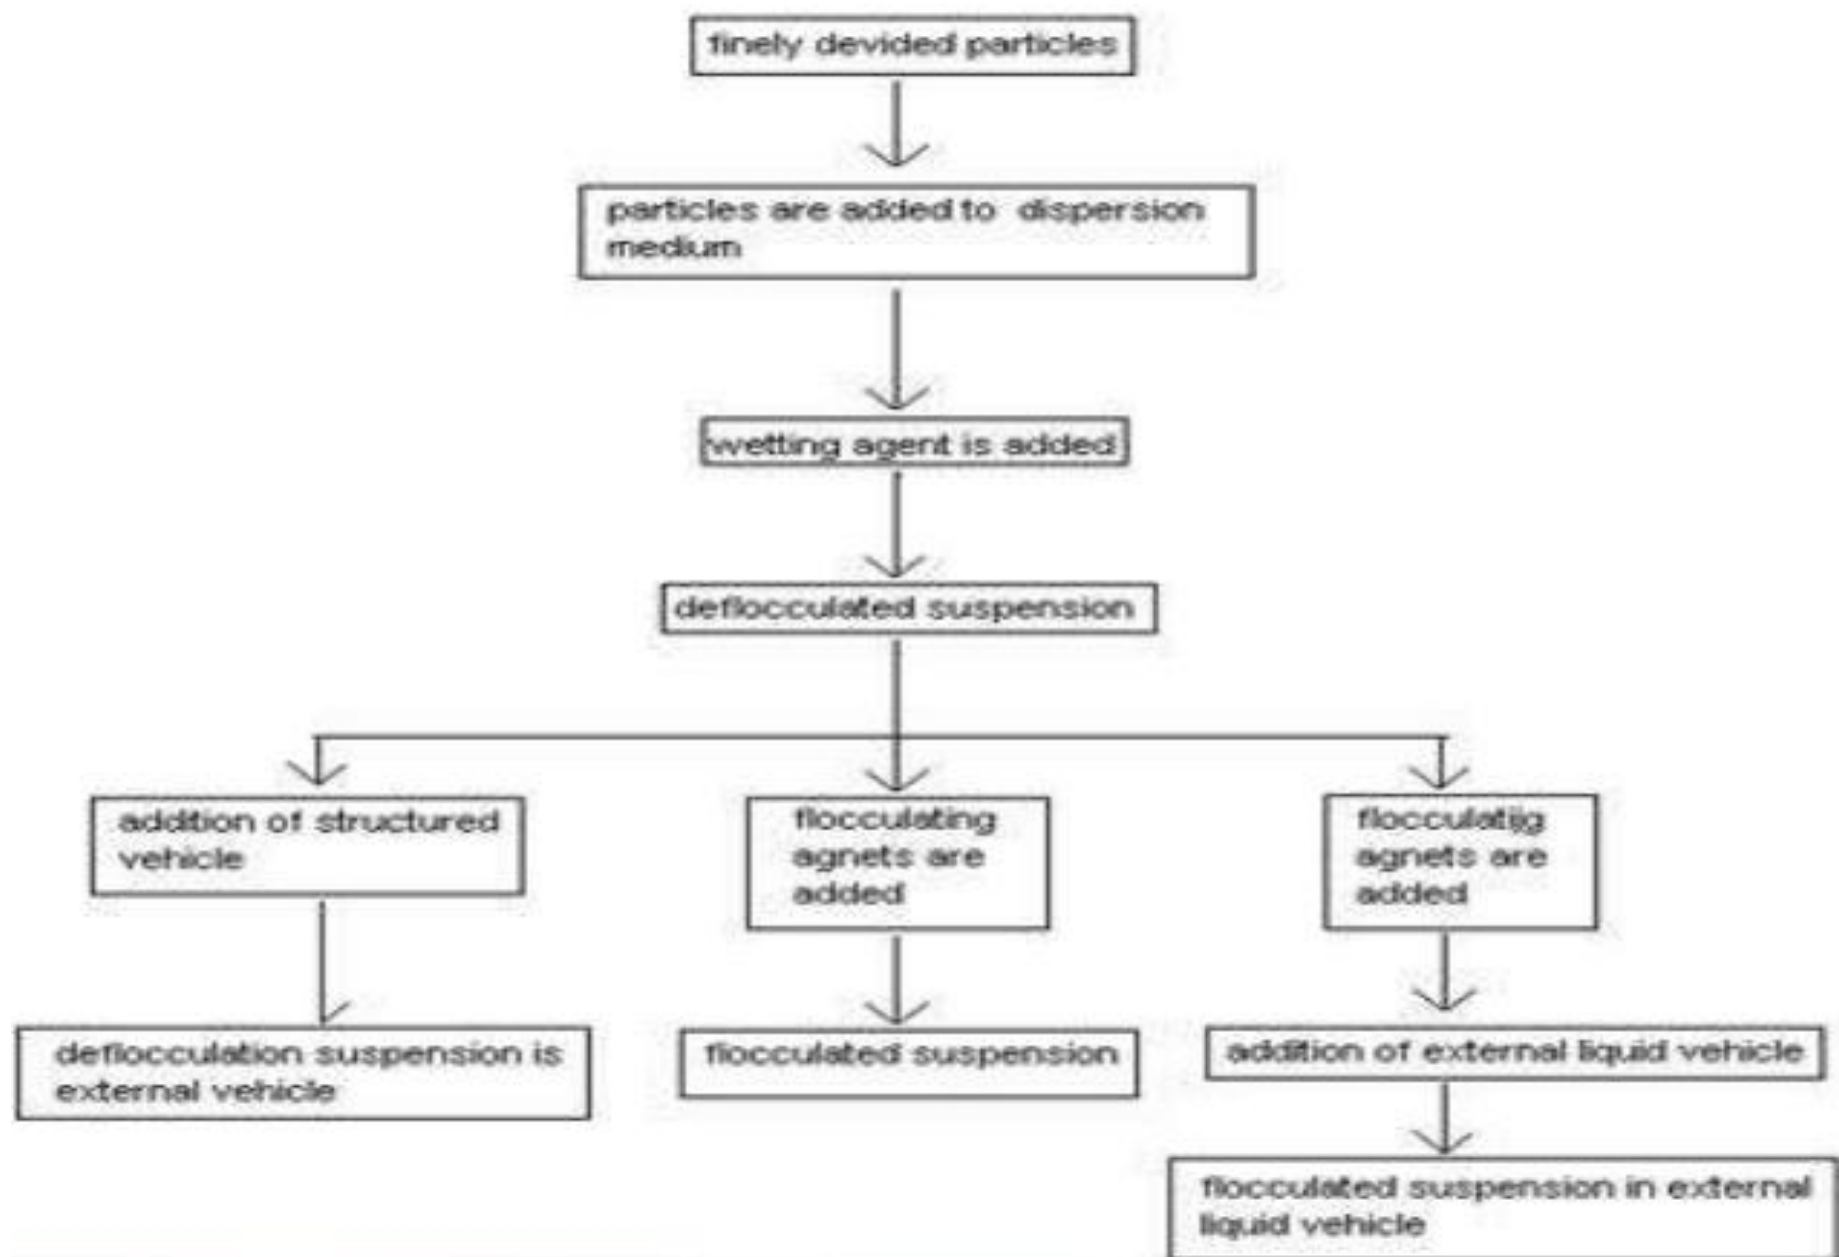 finely devided particles
particles are added to dispersion
medium
wetting agent is added
deflocculated suspension
addition of structured
vehicle
flocculating
agnets are
added
flocculatijg
agnets are
added
deflocculation suspension is
external vehicle
flocculated suspension
addition of external liquid vehicle
flocculated suspension in external
liquid vehicle